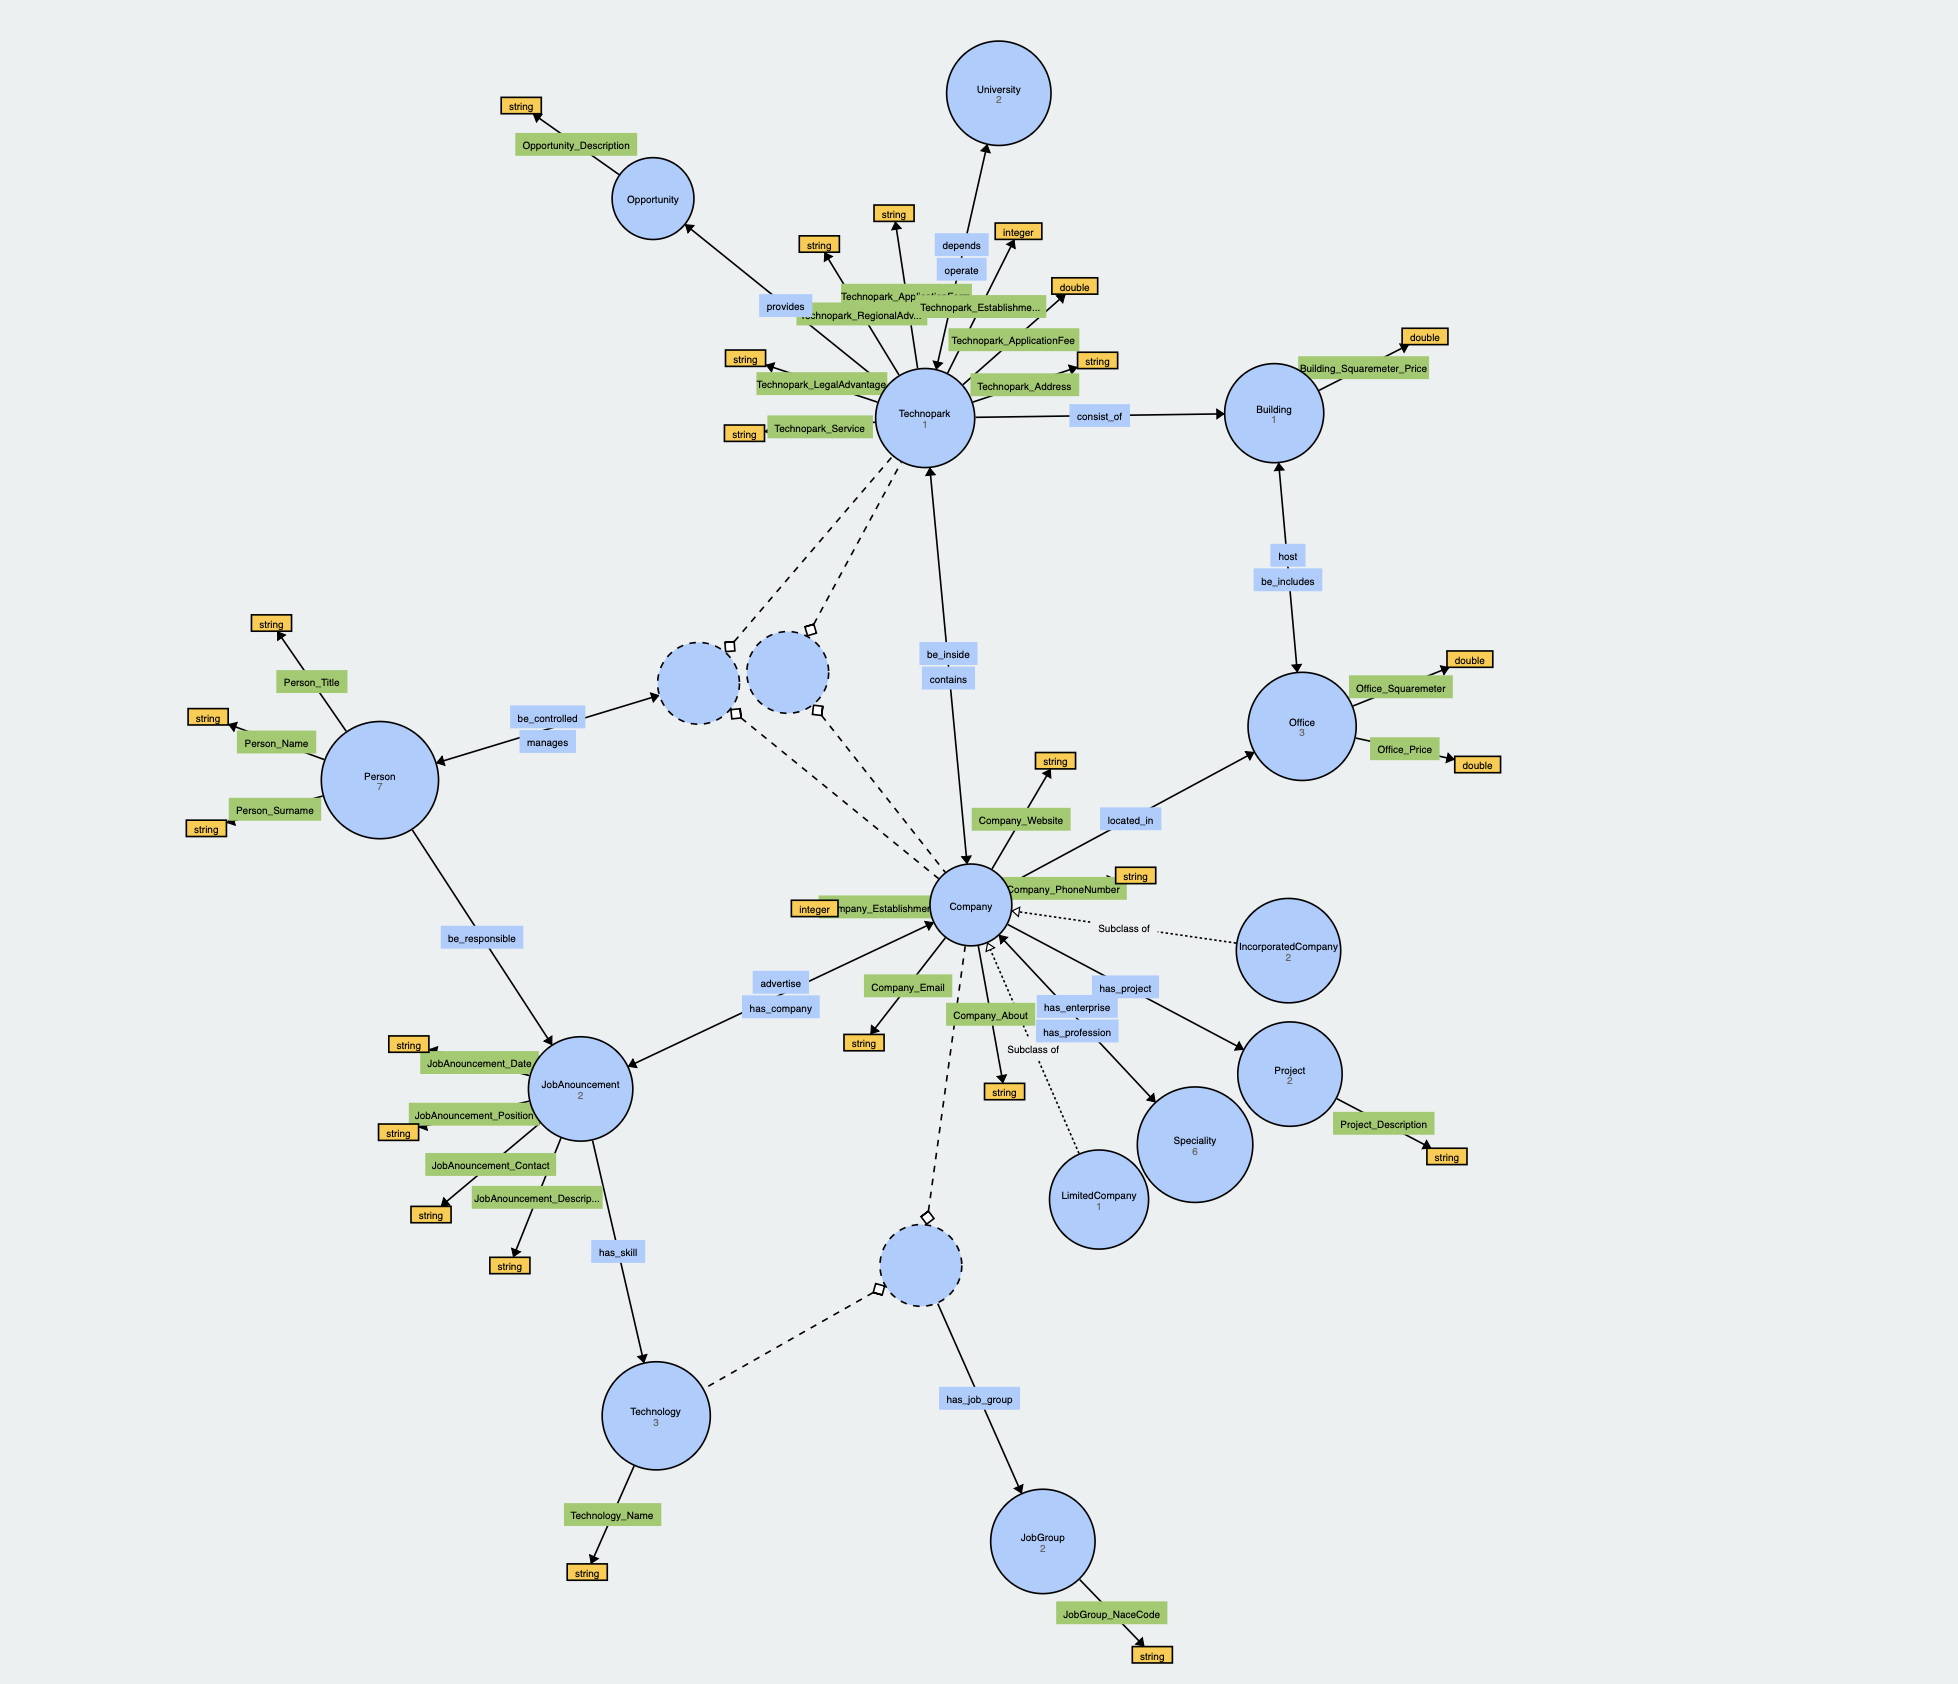 University
2
string
Opportunity_Description
Opportunity
string
string
integer
depends
operate
double
provides
Technopark_RegionalAdv...
Technopark_Establishme...
Technopark_ApplicationFee
string
Technopark_LegalAdvantage
string
Technopark_Address
Technopark
1
Technopark_Service
string
consist_of
double
Building_Squaremeter_Price
Building
1
host
be_includes
string
Person_Title
string
Person_Name
be_controlled
manages
Person
7
Person_Surname
string
be_inside
contains
double
Office_Squaremeter
Office
3
Office_Price
double
string
Company_Website
located_in
string
Company_PhoneNumber
integer
Company
Subclass of
IncorporatedCompany
2
be_responsible
advertise
has_company
Company_Email
string
Company_About
string
has_project
has_enterprise
has_profession
Subclass of
Project
2
Project_Description
string
Speciality
6
LimitedCompany
1
string
JobAnouncement_Date
JobAnouncement
2
JobAnouncement_Position
string
JobAnouncement_Contact
JobAnouncement_Descrip...
string
string
has_skill
has_job_group
Technology
3
Technology_Name
string
JobGroup
2
JobGroup_NaceCode
string